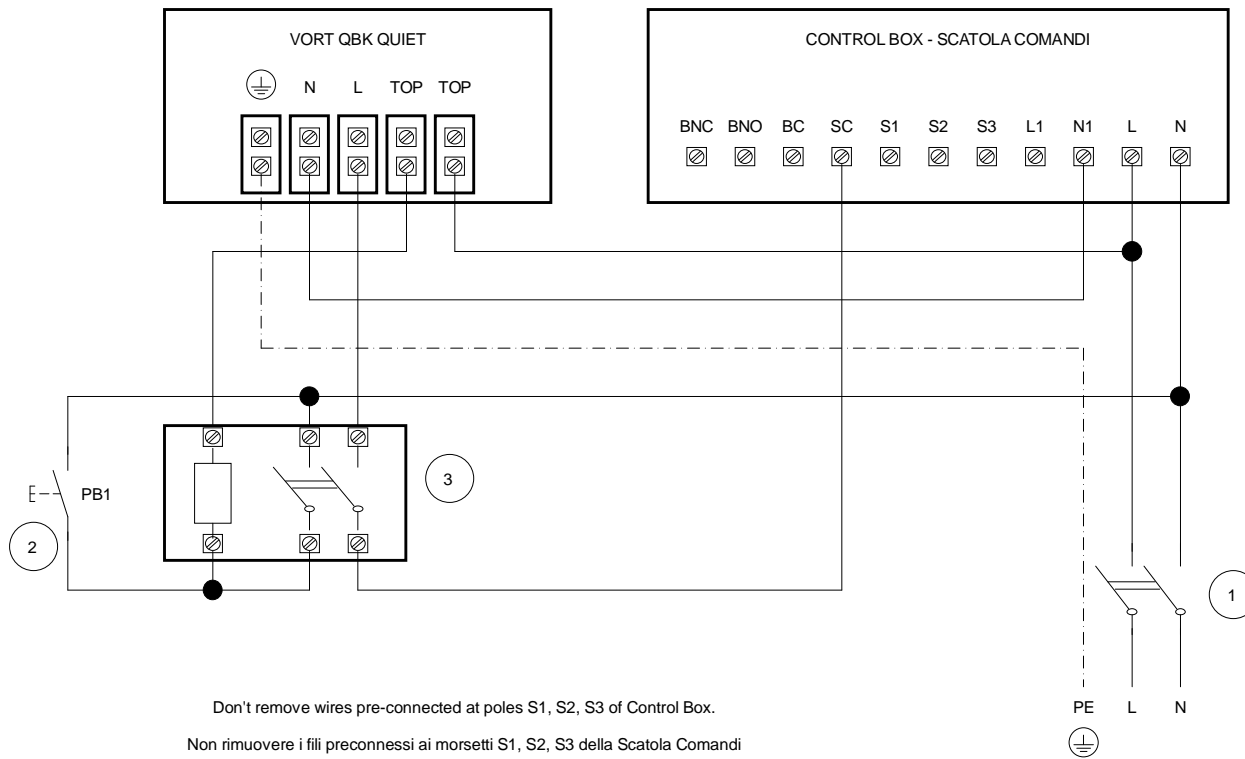 VORT QBK QUIET
CONTROL BOX - SCATOLA COMANDI
N L TOP TOP
BNC BNO BC SC S1 S2 S3 L1 N1 L N
PB1
3
2
1
Don't remove wires pre-connected at poles S1, S2, S3 of Control Box.
PE L N
Non rimuovere i fili preconnessi ai morsetti S1, S2, S3 della Scatola Comandi